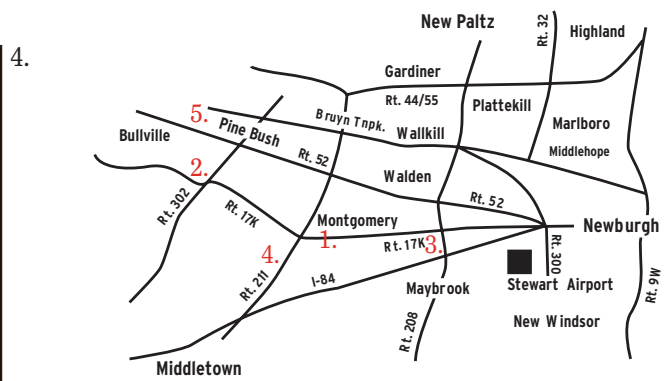 4.
New Paltz
Rt. 32
Highland
Gardiner
Rt. 44/55
Plattekill
5.
Bruyn Tnpk.
Marlboro
Bullville
Pine Bush
Wallkill
Middlehope
Rt. 52
2.
Walden
Rt. 302
Rt. 17K
Rt. 52
Montgomery
Newburgh
1.
Rt. 17K
3.
4.
Rt. 300
Rt. 211
I-84
Maybrook
Stewart Airport
Rt. 9W
Rt. 208
New Windsor
Middletown